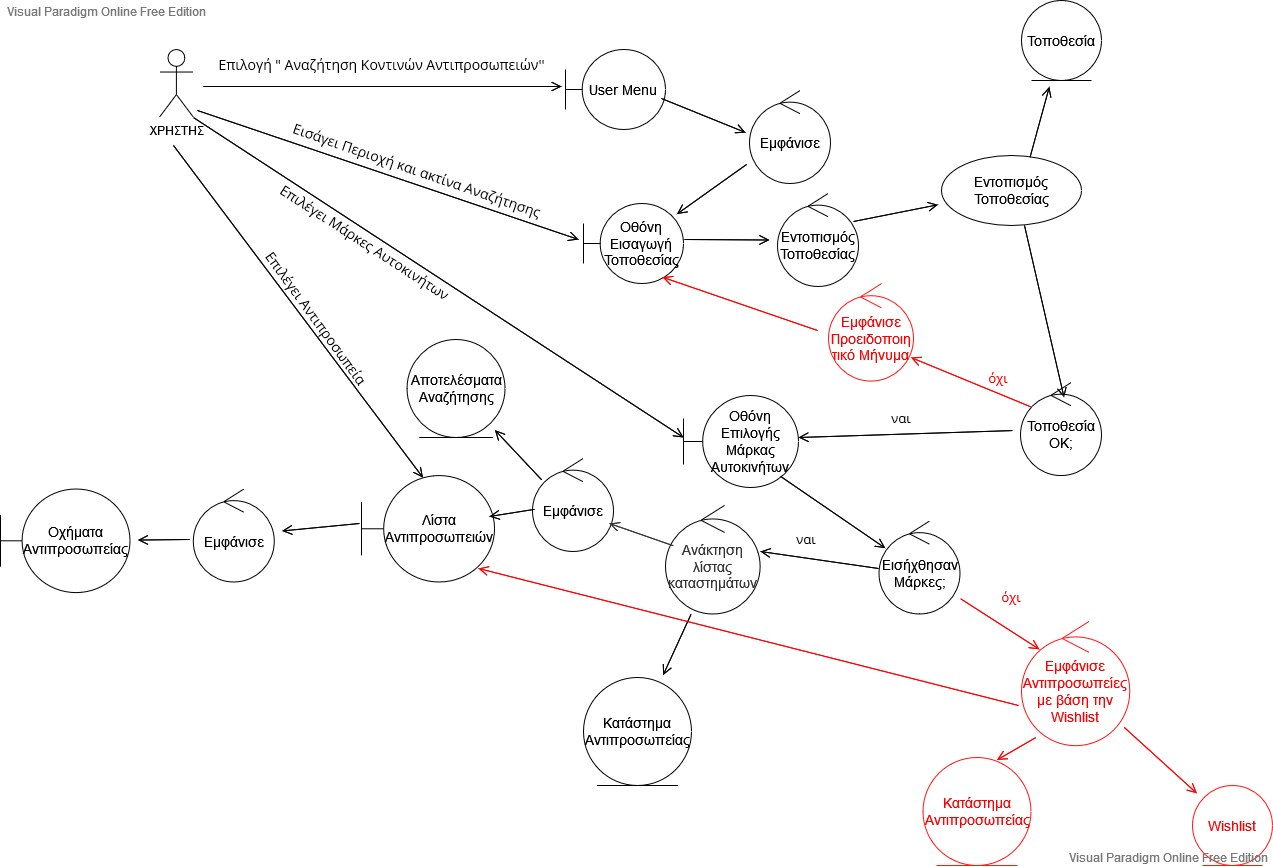 Visual Paradigm Online Free Edition
Τοποθεσία
Επιλογή " Αναζήτηση Κοντινών Αντιπροσωπειών"
User Menu
ΧΡΗΣΤΗΣ
Εμφάνισε
Εισάγει Περιοχή και ακτίνα Αναζήτησης
Εντοπισμός
Τοποθεσίας
Επιλέγει Μάρκες Αυτοκινήτων
Οθόνη
Εισαγωγή
Τοποθεσίας
Εντοπισμός
Τοποθεσίας
Επιλέγει Αντιπροσωπεία
Εμφάνισε
Προειδοποιη
τικό Μήνυμα
όχι
Αποτελέσματα
Αναζήτησης
Οθόνη
Επιλογής
Μάρκας
Αυτοκινήτων
ναι
Τοποθεσία
OK;
Οχήματα
Αντιπροσωπείας
Εμφάνισε
Λίστα
Αντιπροσωπειών
Εμφάνισε
Ανάκτηση
λίστας
καταστημάτων
ναι
Εισήχθησαν
Μάρκες;
όχι
Εμφάνισε
Αντιπροσωπείες
με βάση την
Wishlist
Κατάστημα
Αντιπροσωπείας
Κατάστημα
Αντιπροσωπείας
Wishlist
Visual Paradigm Online Free Edition